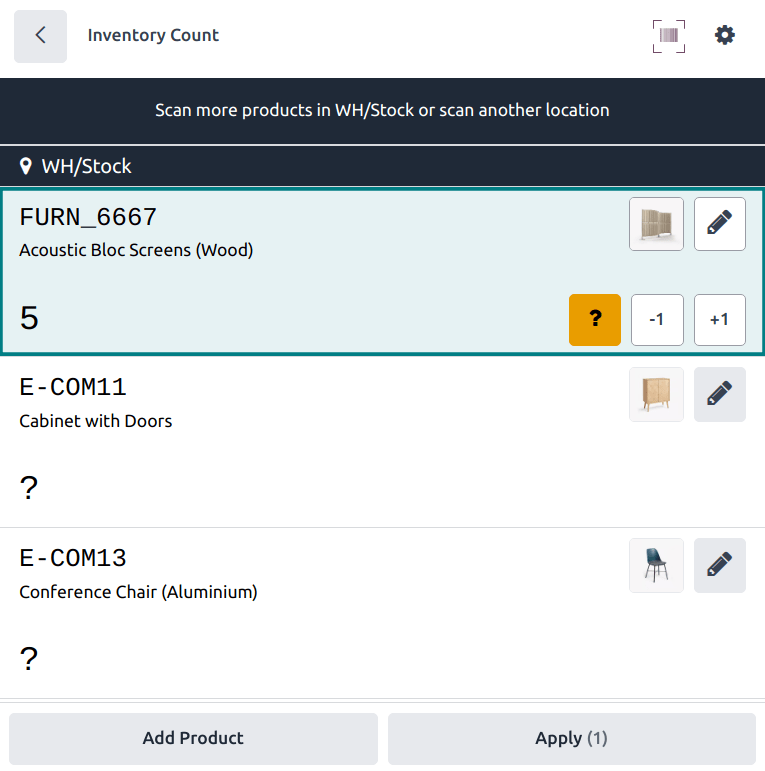 Inventory Count
Scan more products in WH/Stock or scan another location
WH/Stock
FURN_6667
Acoustic Bloc Screens (Wood)
5
? -1 +1
E-COM11
Cabinet with Doors
?
E-COM13
Conference Chair (Aluminium)
?
Add Product Apply (1)